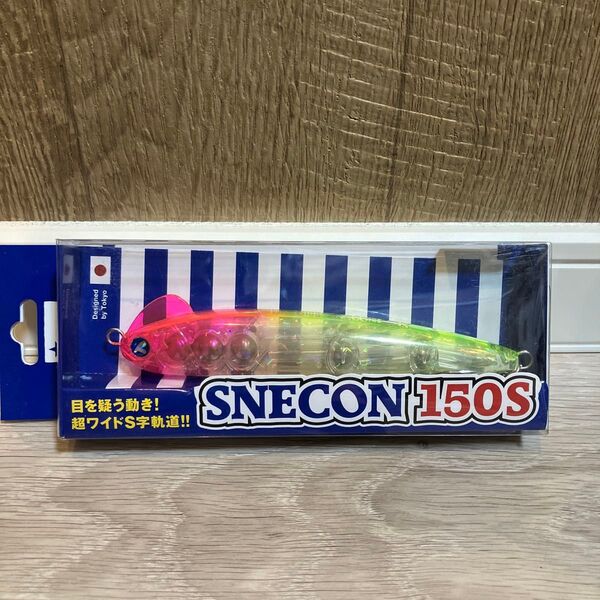 Designed
by Tokyo
目を疑う動き!
超ワイドS字軌道!!
SNECON 150S